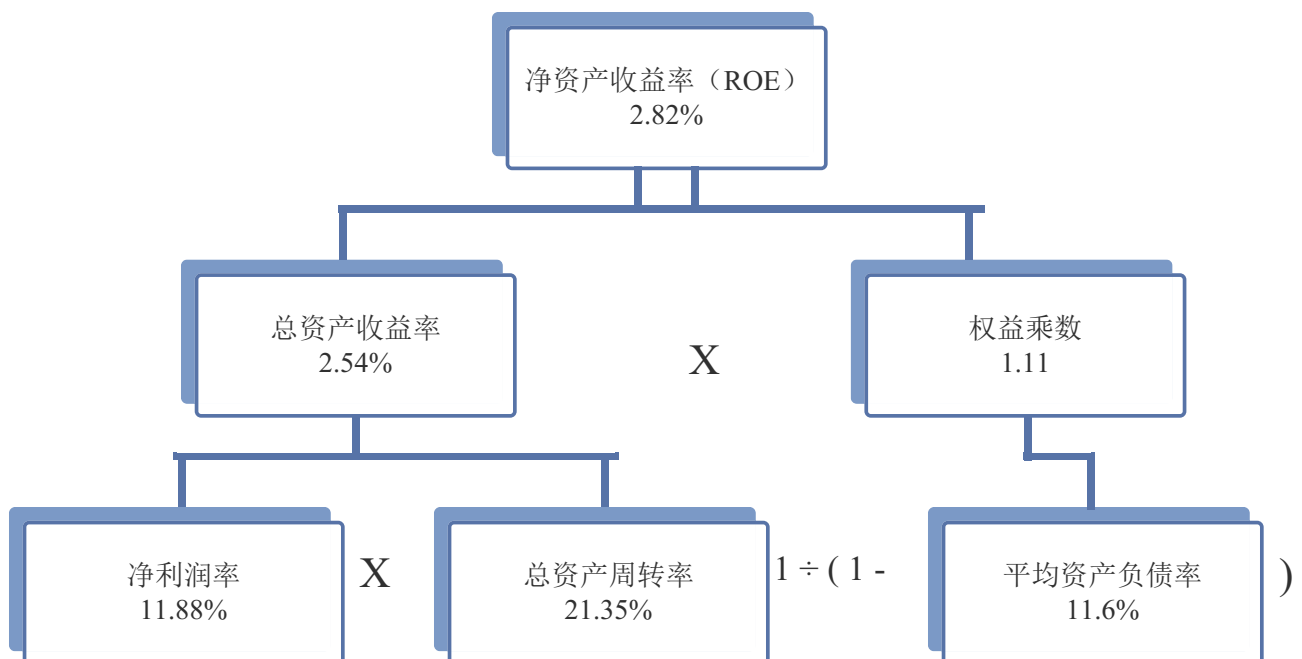 净资产收益率（ROE）
2.82%
总资产收益率
2.54%
X
权益乘数
1.11
净利润率
11.88%
X
总资产周转率
21.35%
1 ÷ ( 1 -
平均资产负债率
11.6%
)